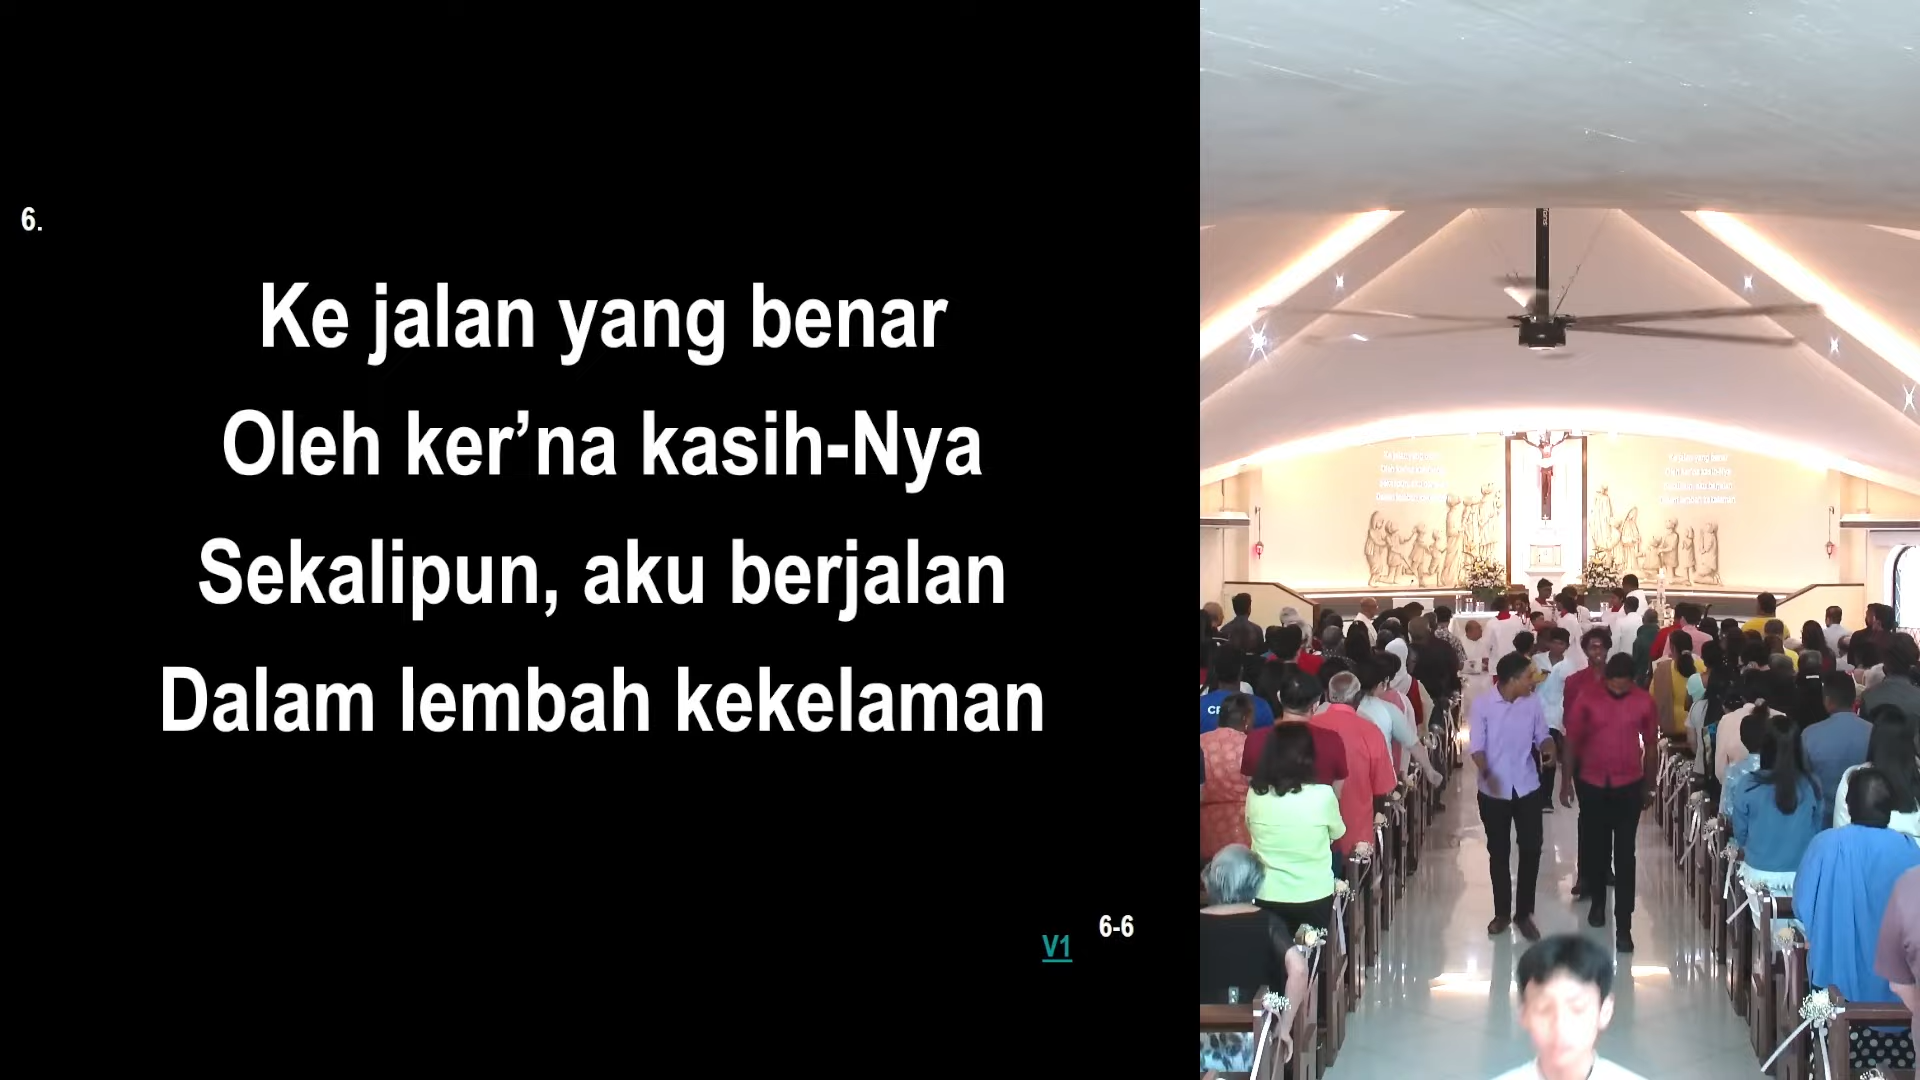 6.
Ke jalan yang benar
Oleh ker’na kasih-Nya
Sekalipun, aku berjalan
Dalam lembah kekelaman
V1
6-6